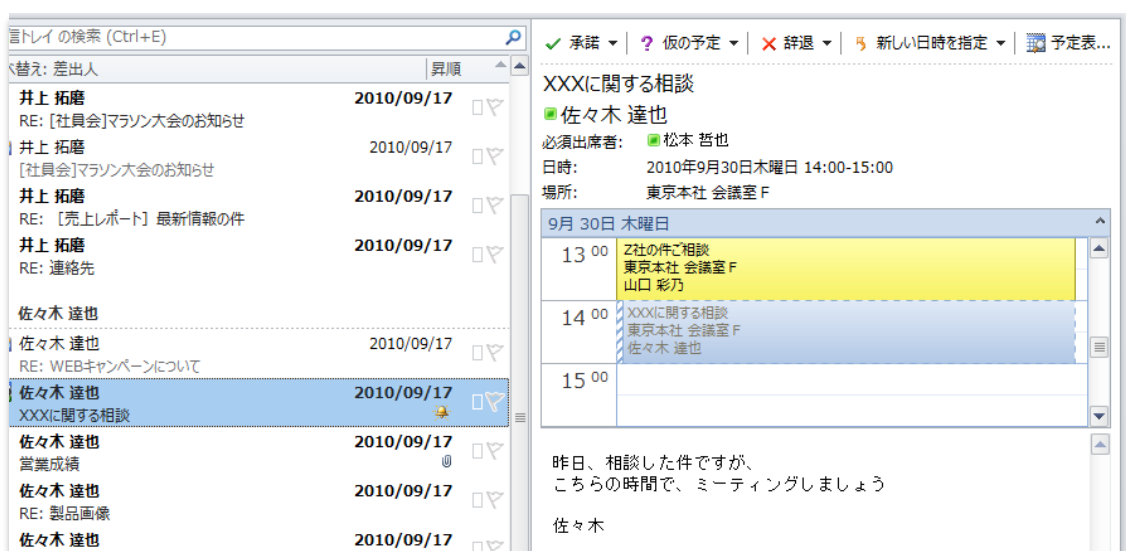 信トレイ の検索 (Ctrl+E)
べ替え: 差出人 昇順
井上 拓磨 2010/09/17
RE: [社員会]マラソン大会のお知らせ
井上 拓磨 2010/09/17
[社員会]マラソン大会のお知らせ
井上 拓磨 2010/09/17
RE: [売上レポート] 最新情報の件
井上 拓磨 2010/09/17
RE: 連絡先
佐々木 達也
佐々木 達也 2010/09/17
RE: WEBキャンペーンについて
佐々木 達也 2010/09/17
XXXに関する相談
佐々木 達也 2010/09/17
営業成績
佐々木 達也 2010/09/17
RE: 製品画像
佐々木 達也 2010/09/17
承諾 ? 仮の予定 辞退 新しい日時を指定 予定表...
XXXに関する相談
佐々木 達也
必須出席者: 松本 哲也
日時: 2010年9月30日木曜日 14:00-15:00
場所: 東京本社 会議室 F
9月 30日 木曜日
13 00
Z社の件ご相談
東京本社 会議室 F
山口 彩乃
14 00
XXXに関する相談
東京本社 会議室 F
佐々木 達也
15 00
昨日、相談した件ですが、
こちらの時間で、ミーティングしましょう
佐々木